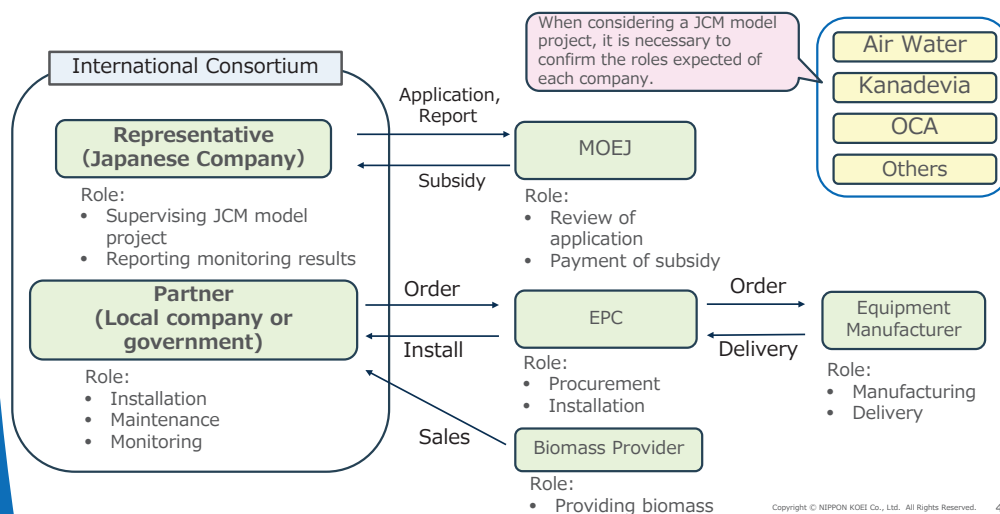 When considering a JCM model
project, it is necessary to
confirm the roles expected of
each company.
Air Water
Kanadevia
OCA
Others
International Consortium
Representative
(Japanese Company)
Role:
• Supervising JCM model
project
• Reporting monitoring results
Application,
Report
Subsidy
MOEJ
Role:
• Review of
application
• Payment of subsidy
Partner
(Local company or
government)
Role:
• Installation
• Maintenance
• Monitoring
Order
Install
EPC
Role:
• Procurement
• Installation
Order
Delivery
Equipment
Manufacturer
Role:
• Manufacturing
• Delivery
Sales
Biomass Provider
Role:
• Providing biomass
Copyright © NIPPON KOEI Co., Ltd. All Rights Reserved.